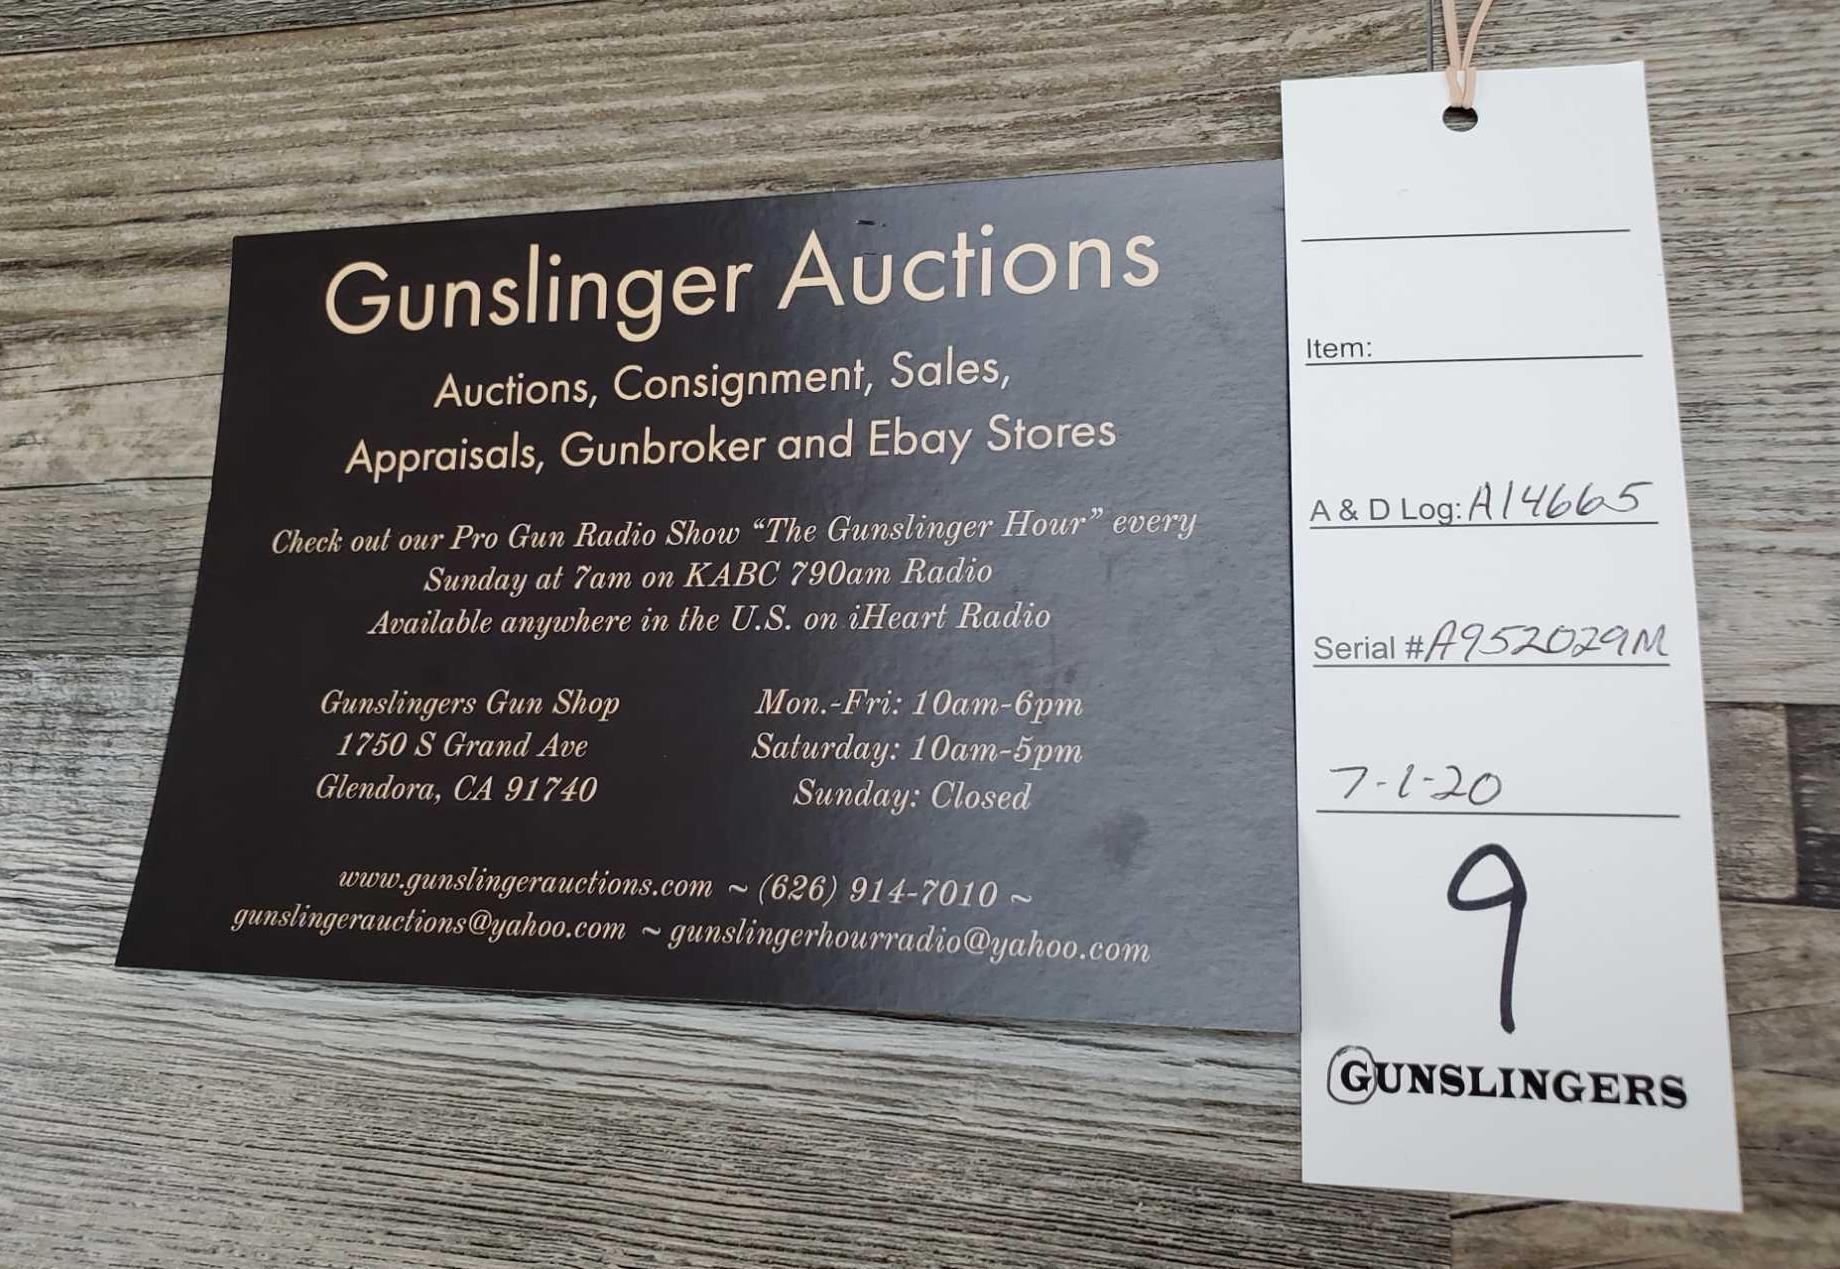 Gunslinger Auctions
Auctions, Consignment, Sales,
Appraisals, Gunbroker and Ebay Stores
Check out our Pro Gun Radio Show “The Gunslinger Hour” every
Sunday at 7am on KABC 790am Radio
Available anywhere in the U.S. on iHeart Radio
Gunslingers Gun Shop
1750 S Grand Ave
Glendora, CA 91740
Mon.-Fri: 10am-6pm
Saturday: 10am-5pm
Sunday: Closed
www.gunslingerauctions.com ~ (626) 914-7010 ~
gunslingerauctions@yahoo.com ~ gunslingerhourradio@yahoo.com
Item:
A & D Log: A14665
Serial # A952029M
7-1-20
9
GUNSLINGERS